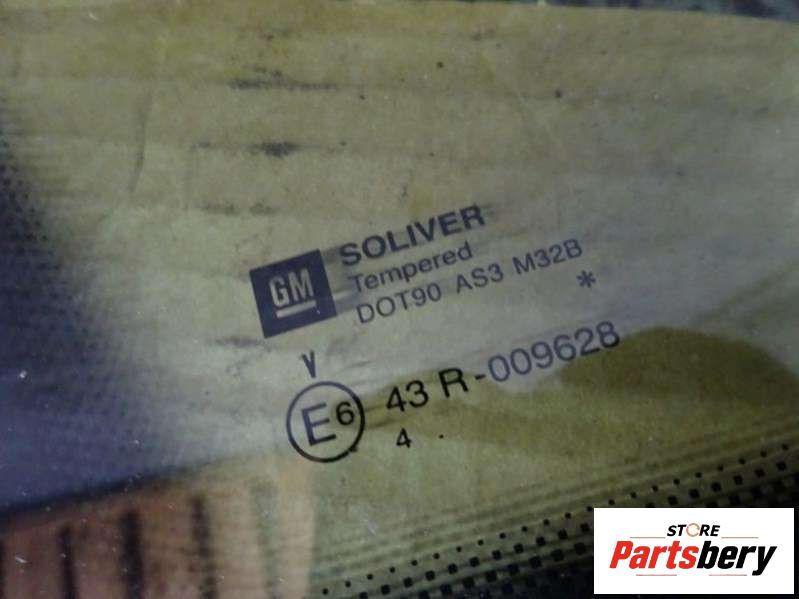 GM
SOLIVER
Tempered
DOT90 AS3 M32B
*
V
E6 43 R-009628
4 .
STORE
Partsbery